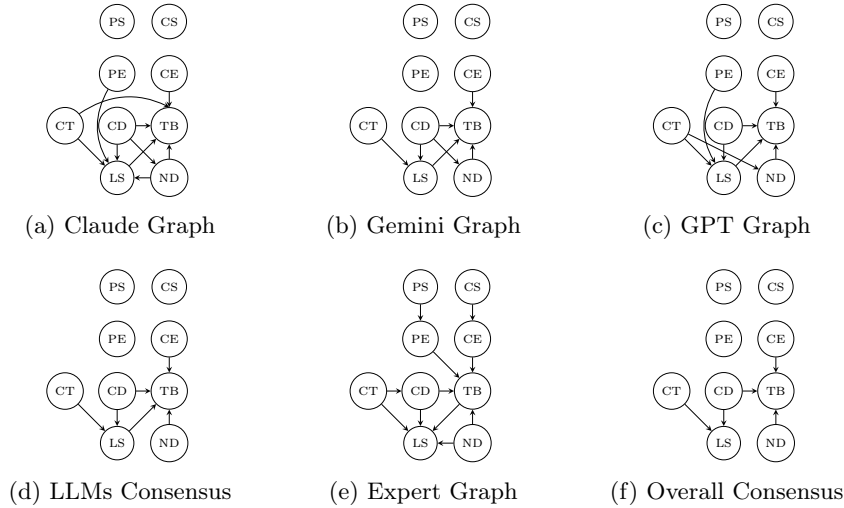 PS CS PS CS PS CS
PE CE PE CE PE CE
CT CD TB CT CD TB CT CD TB
LS ND LS ND LS ND
(a) Claude Graph (b) Gemini Graph (c) GPT Graph
PS CS PS CS PS CS
PE CE PE CE PE CE
CT CD TB CT CD TB CT CD TB
LS ND LS ND LS ND
(d) LLMs Consensus (e) Expert Graph (f) Overall Consensus